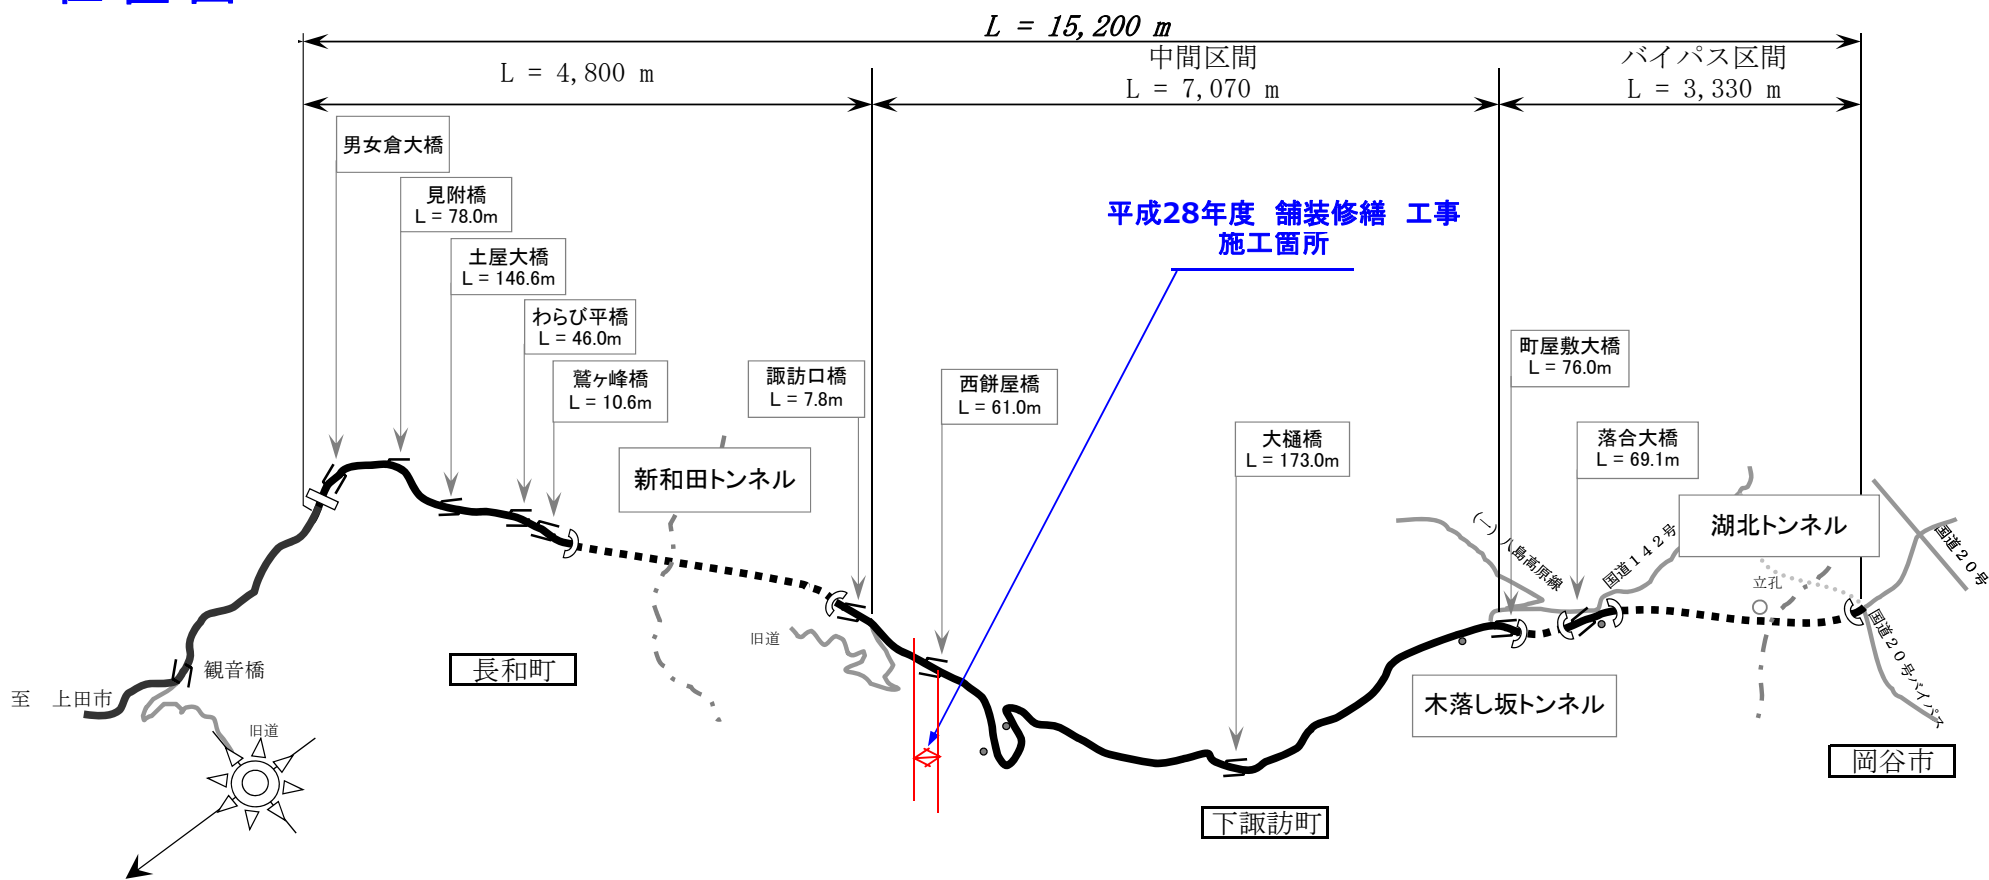 L = 15,200 m
L = 4,800 m
中間区間
L = 7,070 m
バイパス区間
L = 3,330 m
男女倉大橋
見附橋
L = 78.0m
土屋大橋
L = 146.6m
わらび平橋
L = 46.0m
鷲ヶ峰橋
L = 10.6m
新和田トンネル
諏訪口橋
L = 7.8m
西餅屋橋
L = 61.0m
平成28年度 舗装修繕 工事
施工箇所
大樋橋
L = 173.0m
町屋敷大橋
L = 76.0m
落合大橋
L = 69.1m
湖北トンネル
(一)八島高原線
国道142号
立孔
国道20号
国道20号バイパス
旧道
長和町
観音橋
至 上田市
旧道
木落し坂トンネル
岡谷市
下諏訪町